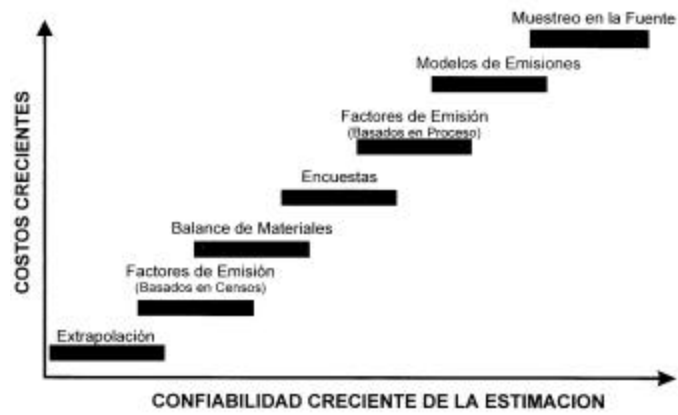 Muestreo en la Fuente
Modelos de Emisiones
Factores de Emisión
(Basados en Proceso)
Encuestas
Balance de Materiales
Factores de Emisión
(Basados en Censos)
Extrapolación
COSTOS CRECIENTES
CONFIABILIDAD CRECIENTE DE LA ESTIMACION